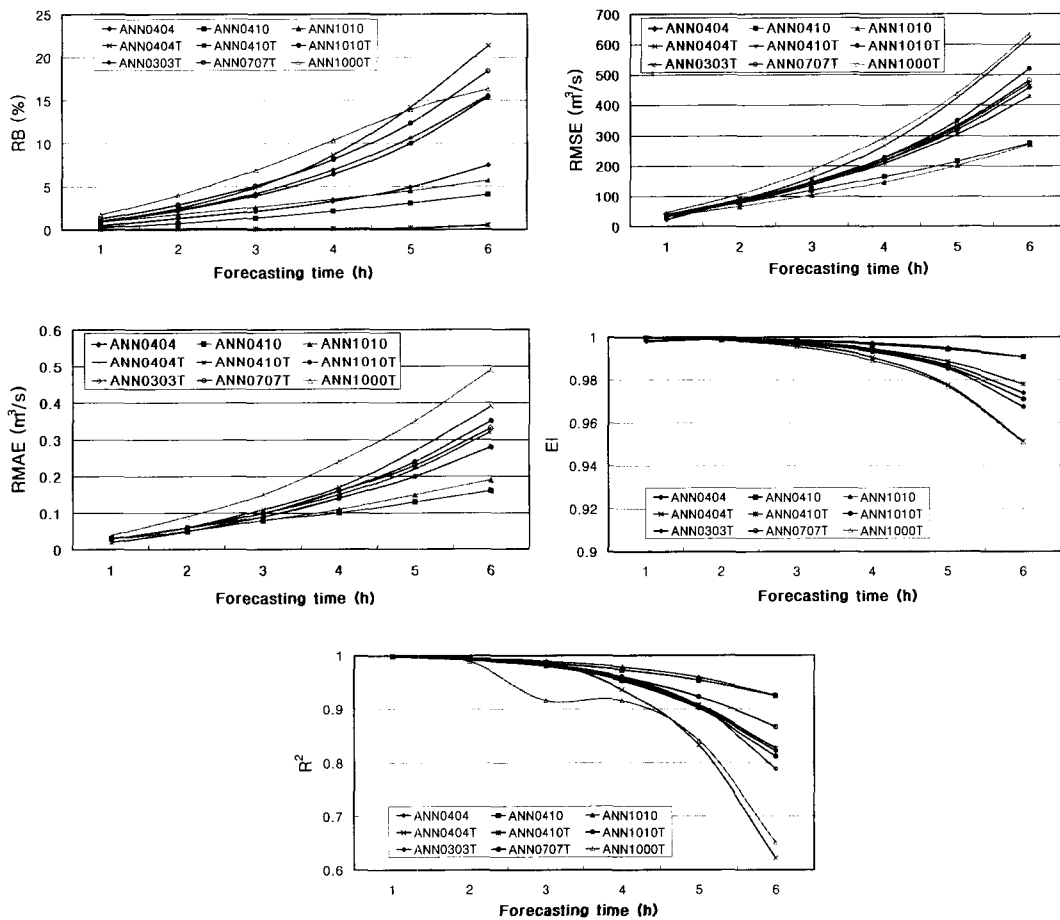 ANN0404 ANN0410 ANN1010
ANN0404T ANN0410T ANN1010T
ANN0303T ANN0707T ANN1000T
RB (%)
25
20
15
10
5
0
1 2 3 4 5 6
Forecasting time (h)
ANN0404 ANN0410 ANN1010
ANN0404T ANN0410T ANN1010T
ANN0303T ANN0707T ANN1000T
RMSE (m³/s)
700
600
500
400
300
200
100
0
1 2 3 4 5 6
Forecasting time (h)
ANN0404 ANN0410 ANN1010
ANN0404T ANN0410T ANN1010T
ANN0303T ANN0707T ANN1000T
RMAE (m³/s)
0.6
0.5
0.4
0.3
0.2
0.1
0
1 2 3 4 5 6
Forecasting time (h)
EI
1
0.98
0.96
0.94
0.92
0.9
ANN0404 ANN0410 ANN1010
ANN0404T ANN0410T ANN1010T
ANN0303T ANN0707T ANN1000T
1 2 3 4 5 6
Forecasting time (h)
R²
1
0.9
0.8
0.7
0.6
ANN0404 ANN0410 ANN1010
ANN0404T ANN0410T ANN1010T
ANN0303T ANN0707T ANN1000T
1 2 3 4 5 6
Forecasting time (h)